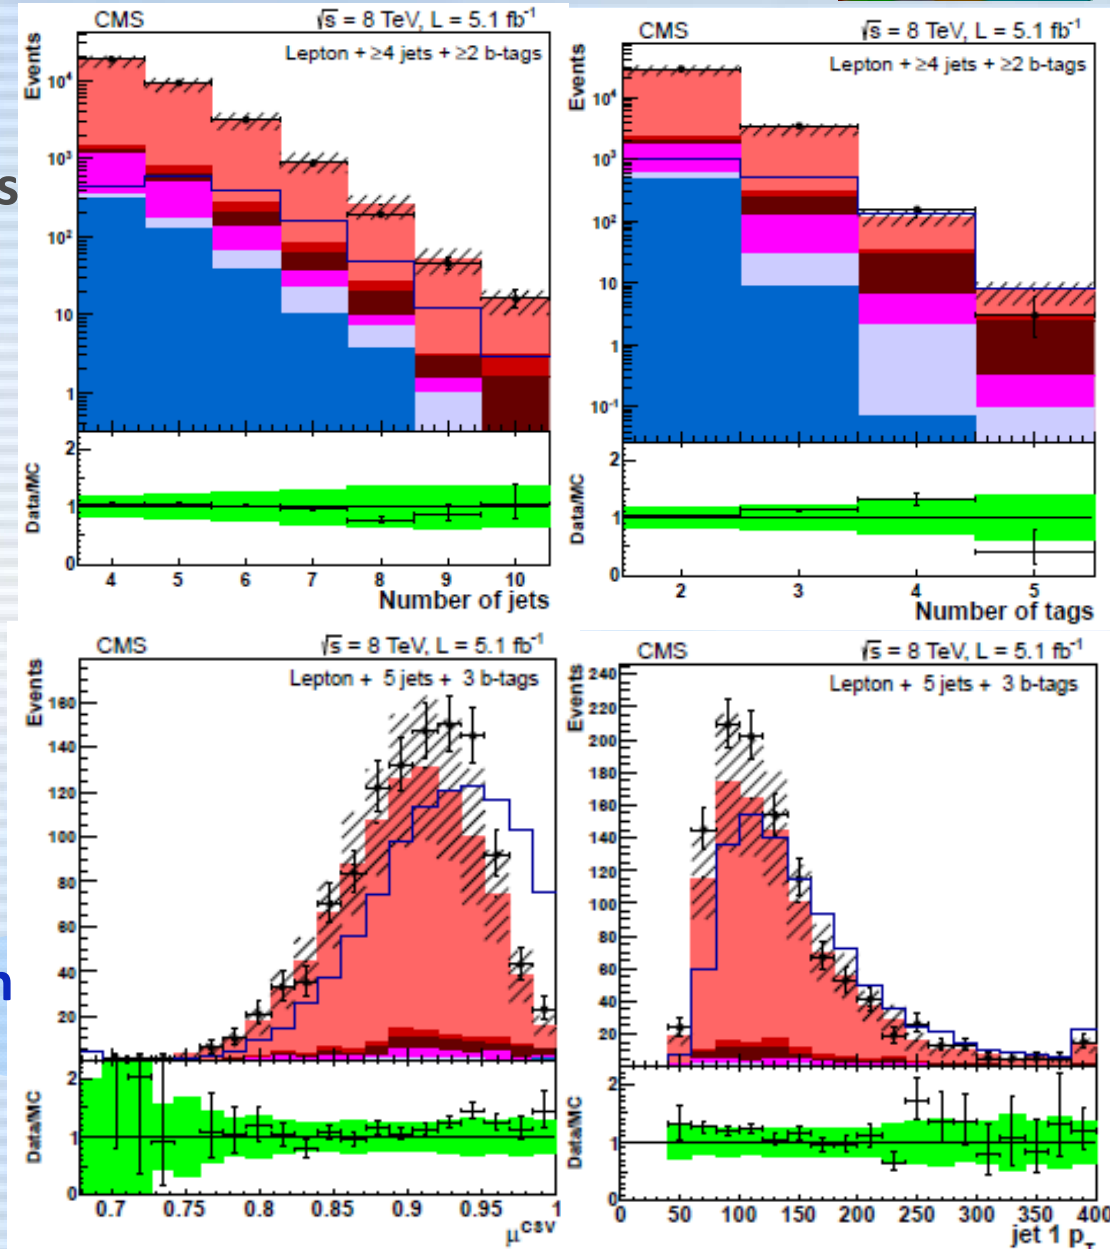 CMS √s = 8 TeV, L = 5.1 fb⁻¹
Lepton + ≥4 jets + ≥2 b-tags
Events
10⁴
10³
10²
10
1
Data/MC
2
1
0
4 5 6 7 8 9 10
Number of jets
CMS √s = 8 TeV, L = 5.1 fb⁻¹
Lepton + ≥4 jets + ≥2 b-tags
Events
10⁴
10³
10²
10
1
10⁻¹
Data/MC
2
1
0
2 3 4 5
Number of tags
s
CMS √s = 8 TeV, L = 5.1 fb⁻¹
Lepton + 5 jets + 3 b-tags
Events
160
140
120
100
80
60
40
20
Data/MC
2
1
0
0.7 0.75 0.8 0.85 0.9 0.95 1
μ^CSV
CMS √s = 8 TeV, L = 5.1 fb⁻¹
Lepton + 5 jets + 3 b-tags
Events
240
220
200
180
160
140
120
100
80
60
40
20
Data/MC
2
1
0
0 50 100 150 200 250 300 350 400
jet 1 p_T
n